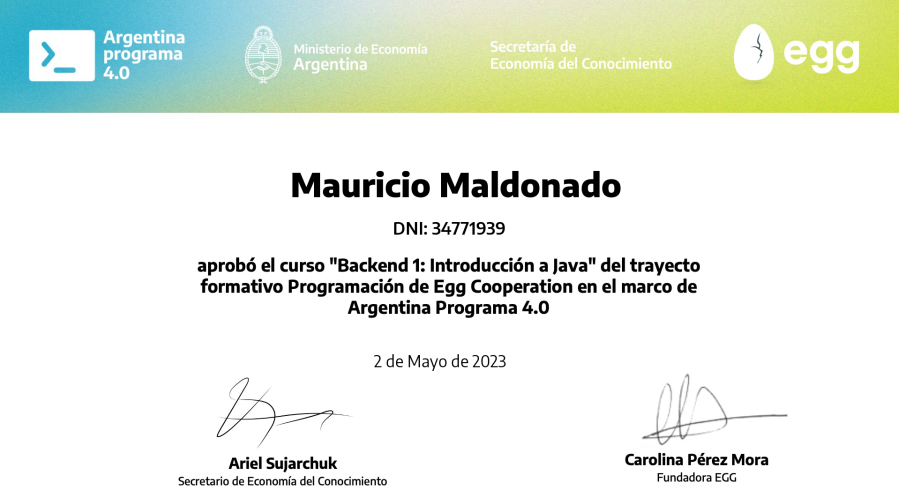 Argentina
programa
4.0
Ministerio de Economía
Argentina
Secretaría de
Economía del Conocimiento
egg
Mauricio Maldonado
DNI: 34771939
aprobó el curso "Backend 1: Introducción a Java" del trayecto
formativo Programación de Egg Cooperation en el marco de
Argentina Programa 4.0
2 de Mayo de 2023
Ariel Sujarchuk
Secretario de Economía del Conocimiento
Carolina Pérez Mora
Fundadora EGG